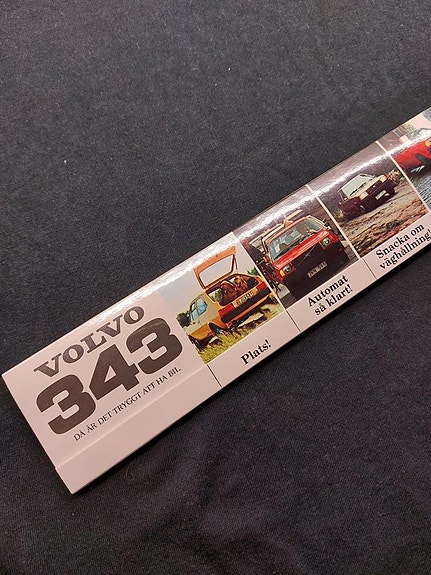 VOLVO
343
DÅ ÄR DET TRYGGT ATT HA BIL.
Plats!
Automat
så klart!
Snacka om
väghållning!